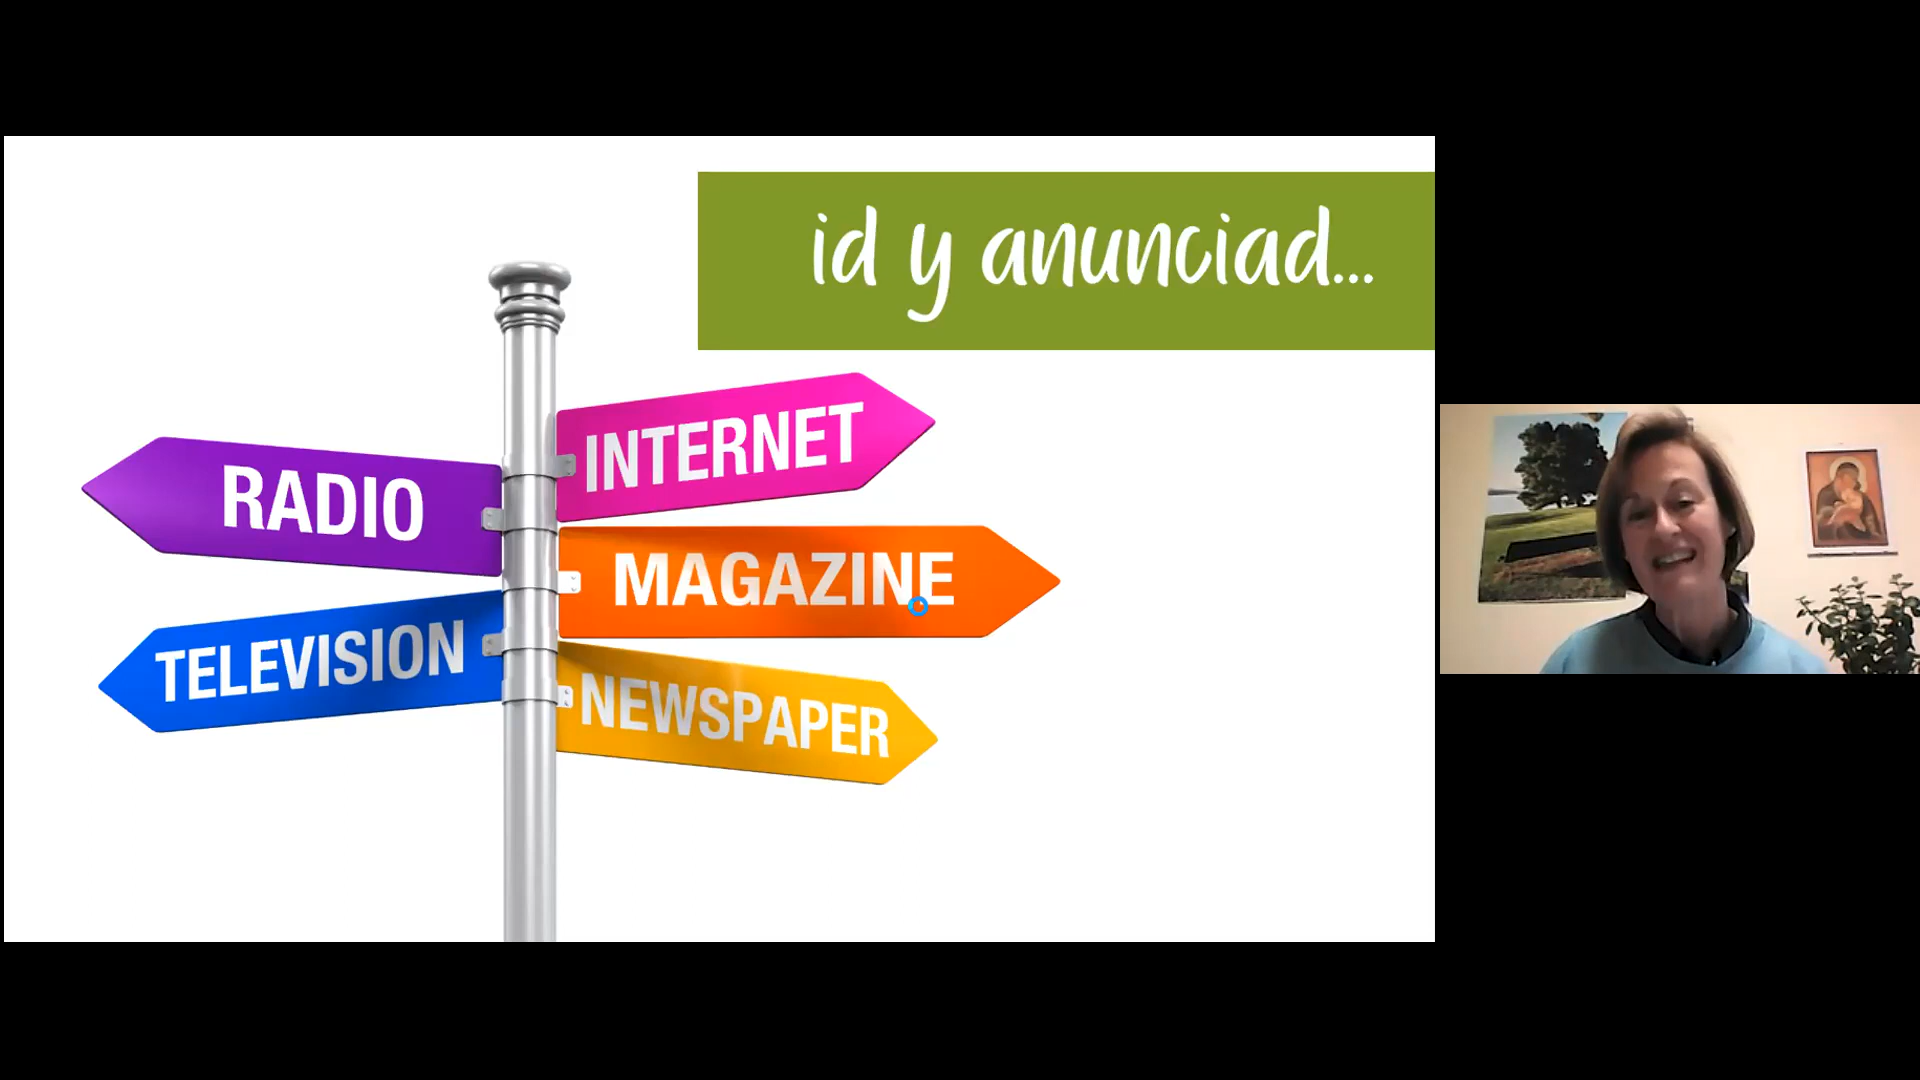 id y anunciad...
INTERNET
RADIO
MAGAZINE
TELEVISION
NEWSPAPER